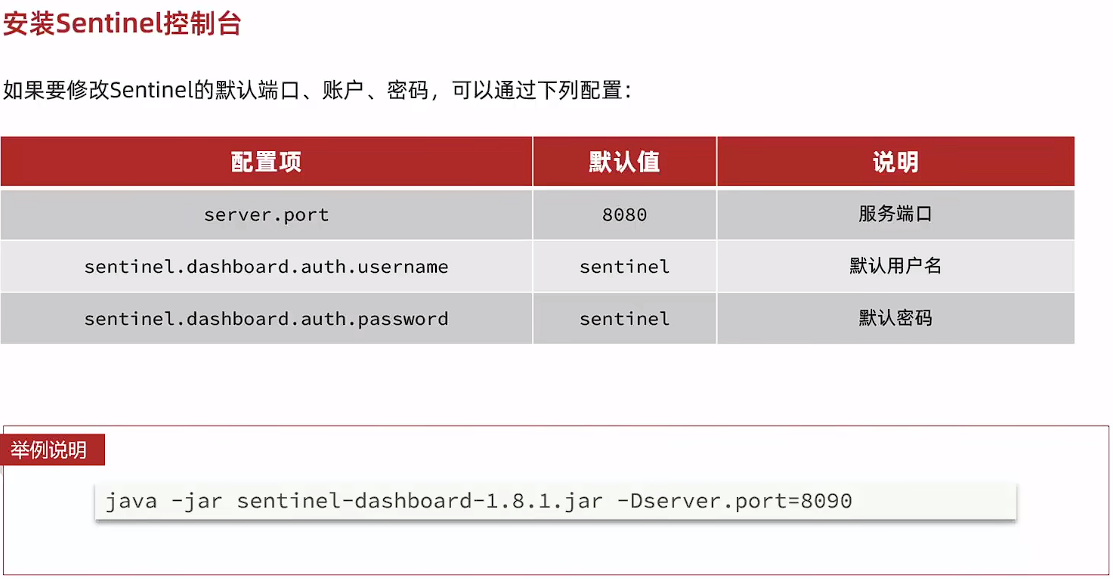 安装Sentinel控制台
如果要修改Sentinel的默认端口、账户、密码，可以通过下列配置：
配置项 默认值 说明
server.port 8080 服务端口
sentinel.dashboard.auth.username sentinel 默认用户名
sentinel.dashboard.auth.password sentinel 默认密码
举例说明
java -jar sentinel-dashboard-1.8.1.jar -Dserver.port=8090